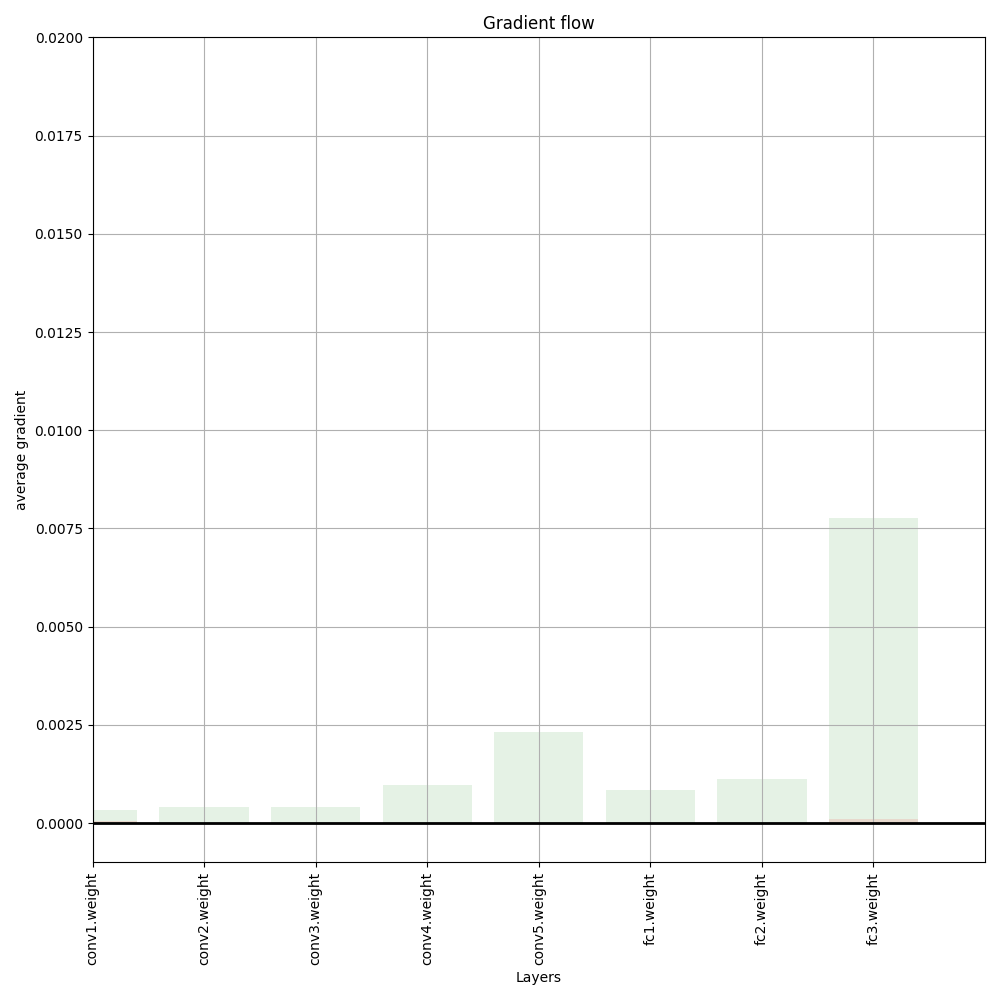 Gradient flow
0.0200
0.0175
0.0150
0.0125
0.0100
0.0075
0.0050
0.0025
0.0000
average gradient
conv1.weight
conv2.weight
conv3.weight
conv4.weight
conv5.weight
fc1.weight
fc2.weight
fc3.weight
Layers